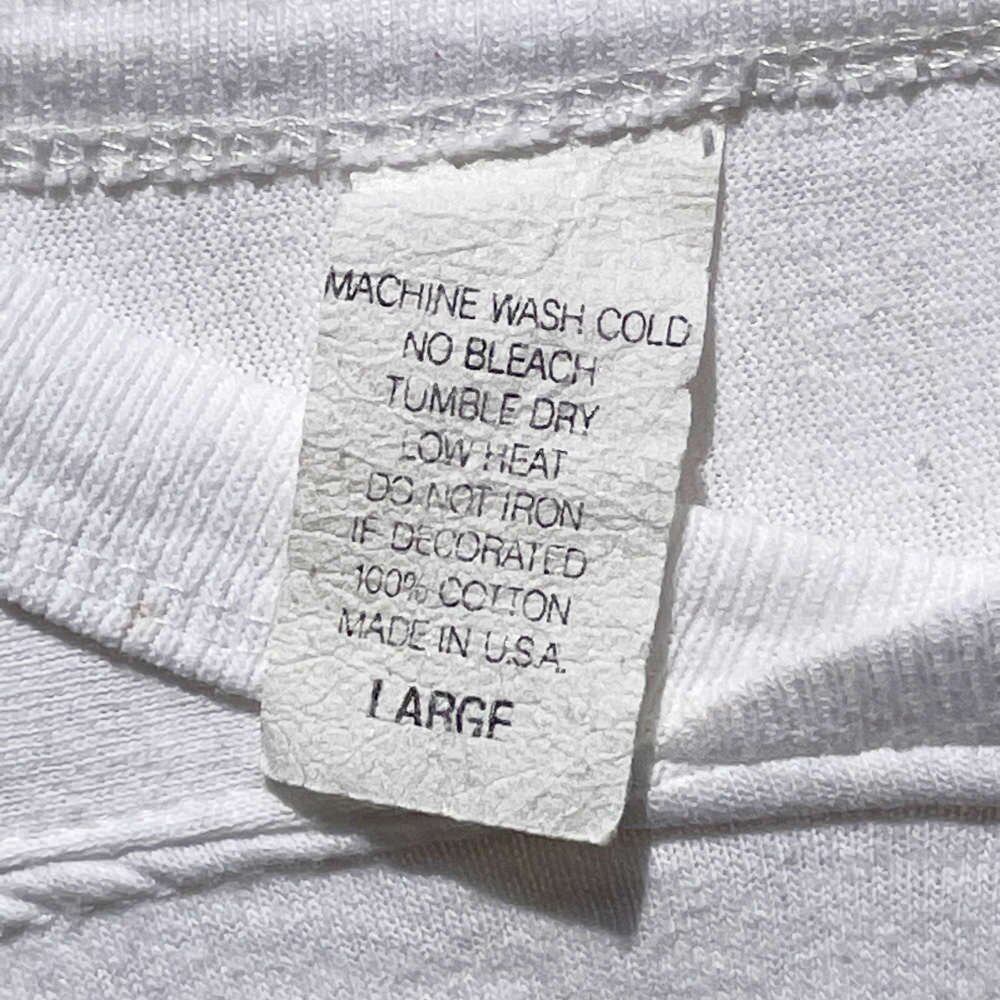 MACHINE WASH COLD
NO BLEACH
TUMBLE DRY
LOW HEAT
DO NOT IRON
IF DECORATED
100% COTTON
MADE IN U.S.A.
LARGE